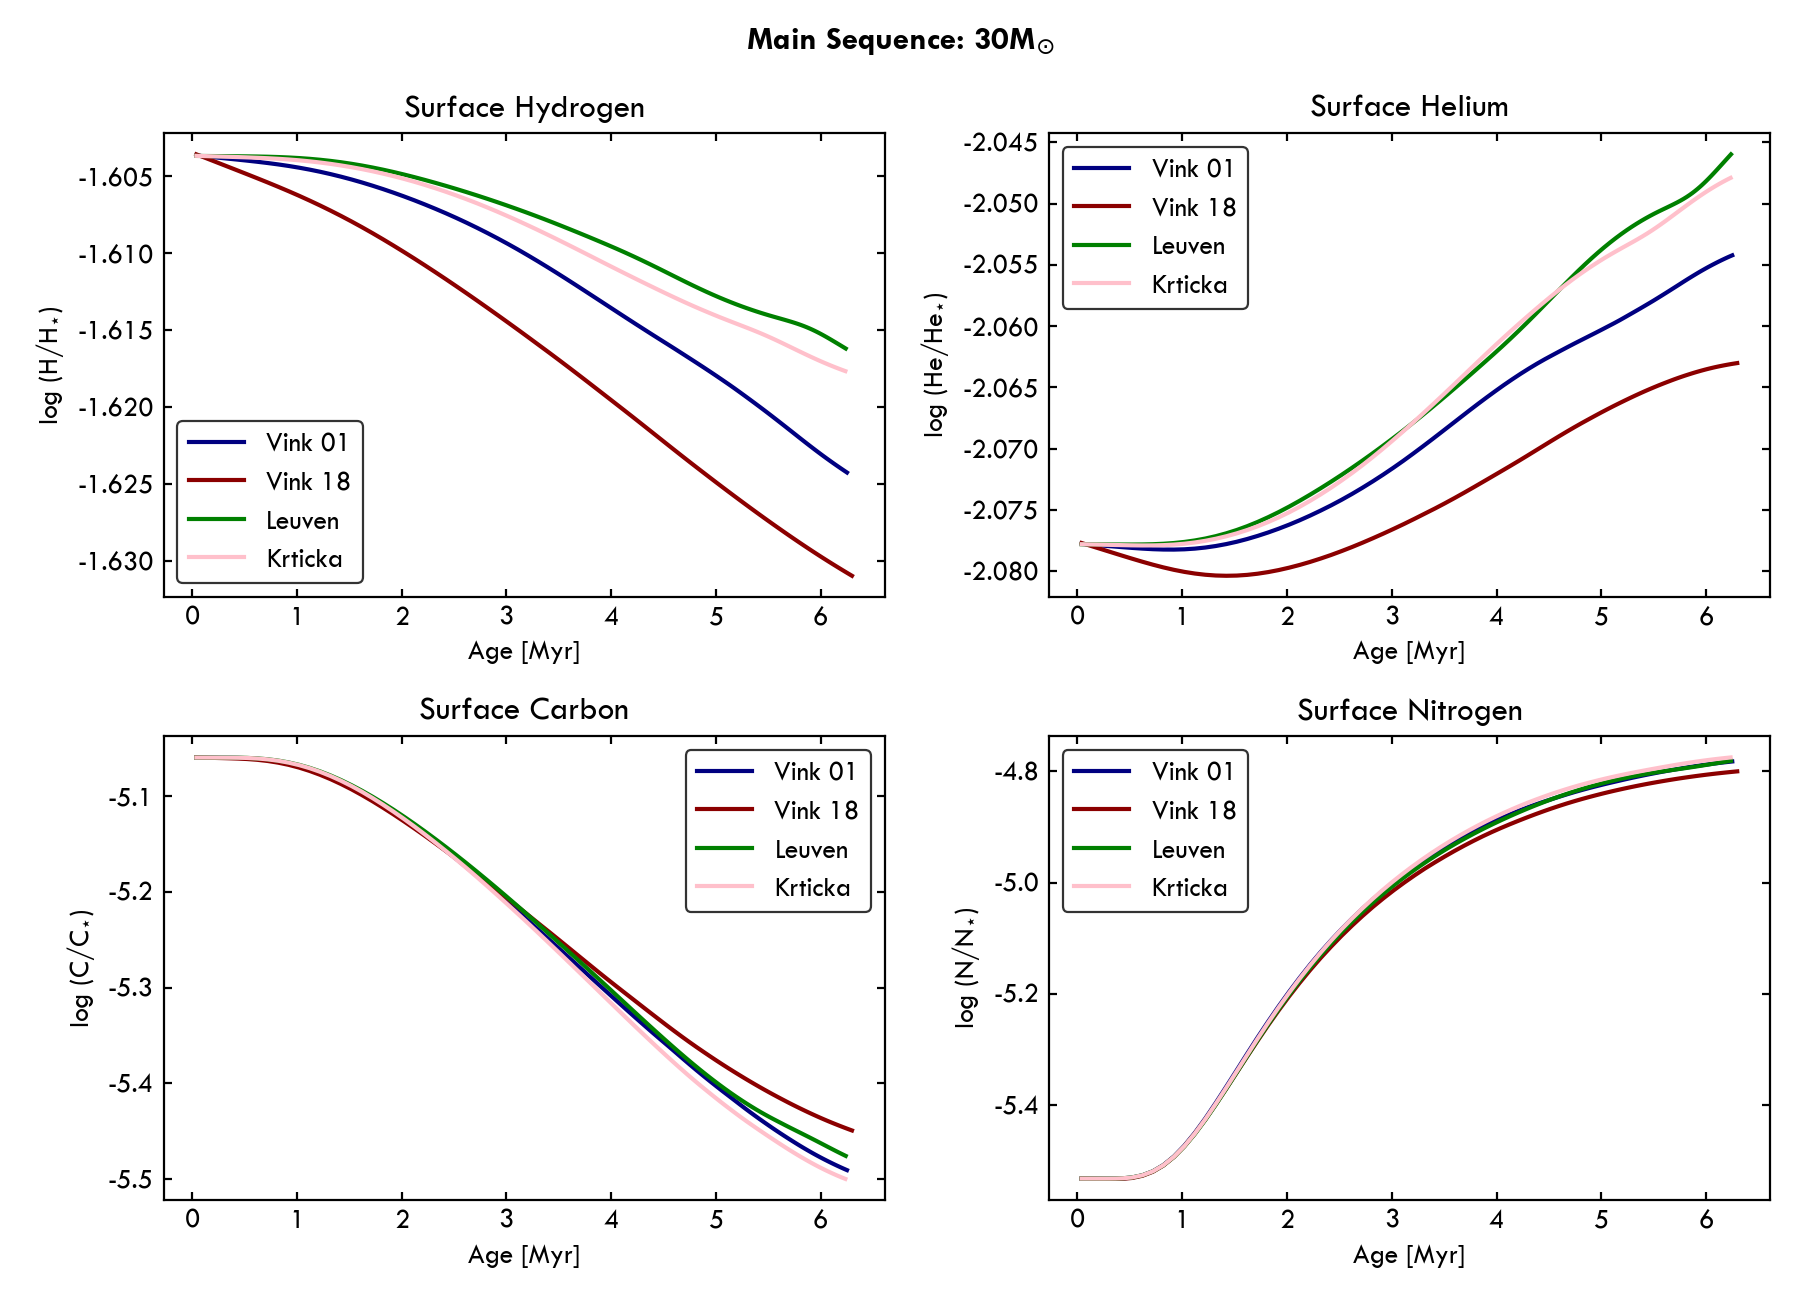 Main Sequence: 30M⊙
Surface Hydrogen
log (H/H⋆)
-1.605
-1.610
-1.615
-1.620
-1.625
-1.630
Vink 01
Vink 18
Leuven
Krticka
0 1 2 3 4 5 6
Age [Myr]
Surface Helium
log (He/He⋆)
-2.045
-2.050
-2.055
-2.060
-2.065
-2.070
-2.075
-2.080
Vink 01
Vink 18
Leuven
Krticka
0 1 2 3 4 5 6
Age [Myr]
Surface Carbon
log (C/C⋆)
-5.1
-5.2
-5.3
-5.4
-5.5
Vink 01
Vink 18
Leuven
Krticka
0 1 2 3 4 5 6
Age [Myr]
Surface Nitrogen
log (N/N⋆)
-4.8
-5.0
-5.2
-5.4
Vink 01
Vink 18
Leuven
Krticka
0 1 2 3 4 5 6
Age [Myr]